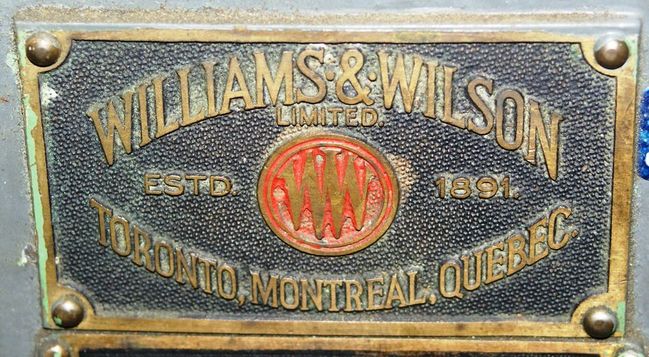 WILLIAMS·&·WILSON
LIMITED.
ESTD. WW 1891.
TORONTO, MONTREAL, QUEBEC.